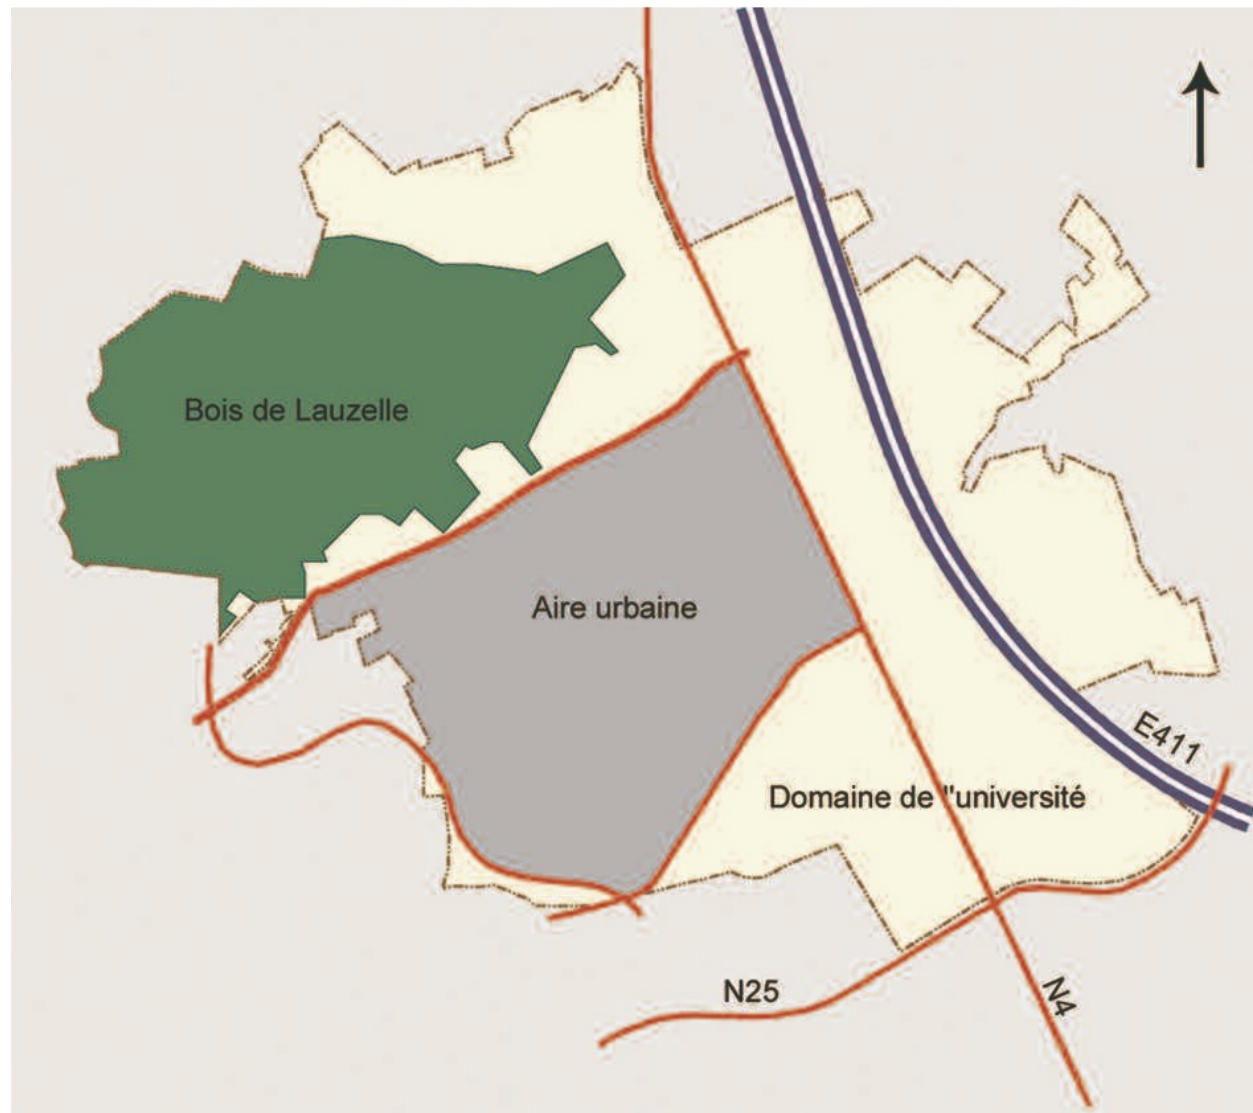 Bois de Lauzelle
Aire urbaine
E411
Domaine de l"université
N25
N4